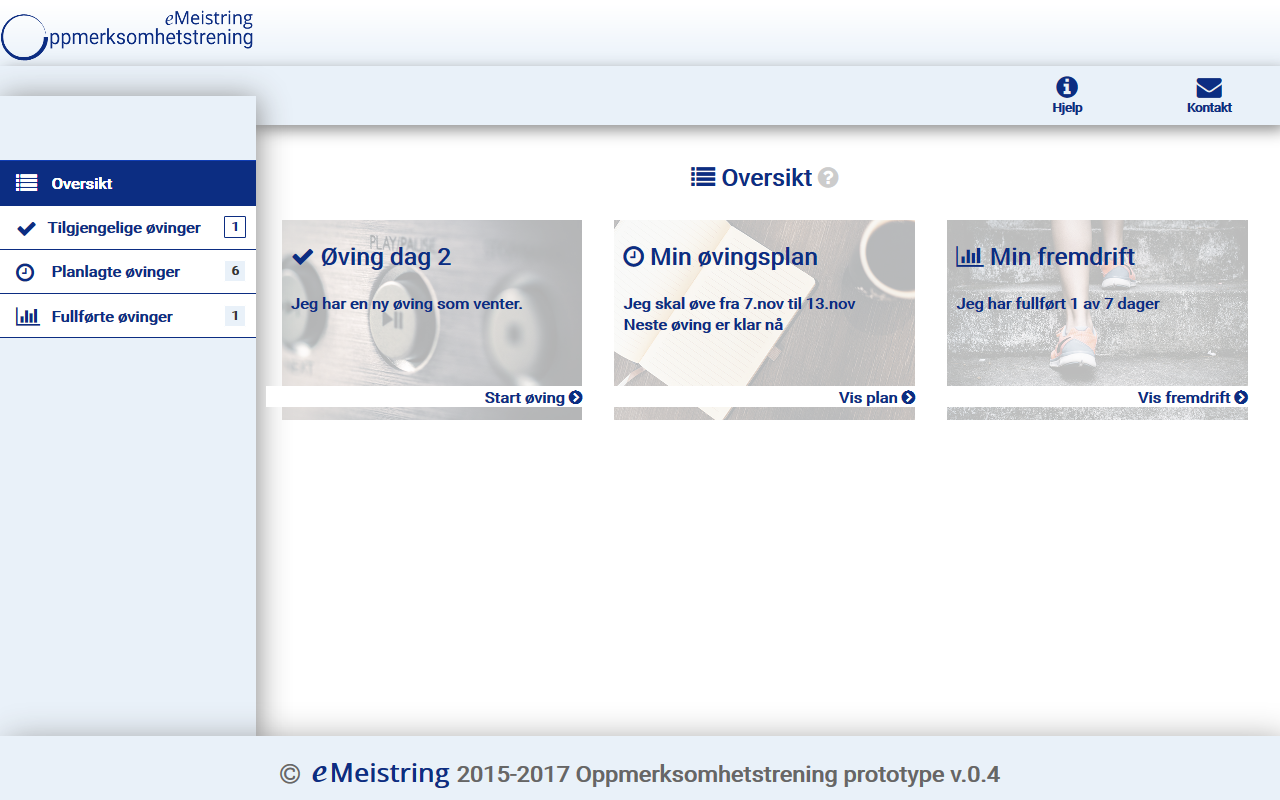 eMeistring
Oppmerksomhetstrening
Hjelp
Kontakt
Oversikt
Tilgjengelige øvinger 1
Planlagte øvinger 6
Fullførte øvinger 1
Oversikt ?
PLAY/PAUSE
Øving dag 2
Jeg har en ny øving som venter.
Start øving
Min øvingsplan
Jeg skal øve fra 7.nov til 13.nov
Neste øving er klar nå
Vis plan
Min fremdrift
Jeg har fullført 1 av 7 dager
Vis fremdrift
© eMeistring 2015-2017 Oppmerksomhetstrening prototype v.0.4